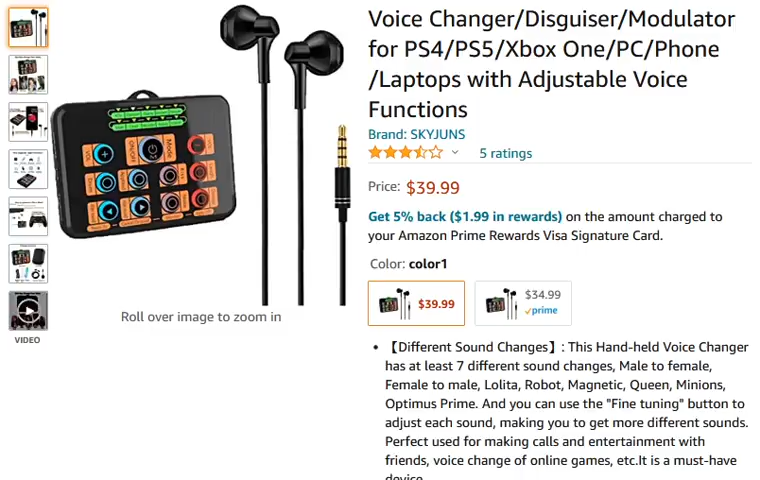 Voice Changer/Disguiser/Modulator
for PS4/PS5/Xbox One/PC/Phone
/Laptops with Adjustable Voice
Functions
Brand: SKYJUNS
5 ratings
Price: $39.99
Get 5% back ($1.99 in rewards) on the amount charged to
your Amazon Prime Rewards Visa Signature Card.
Color: color1
$39.99
$34.99
prime
【Different Sound Changes】: This Hand-held Voice Changer
has at least 7 different sound changes, Male to female,
Female to male, Lolita, Robot, Magnetic, Queen, Minions,
Optimus Prime. And you can use the "Fine tuning" button to
adjust each sound, making you to get more different sounds.
Perfect used for making calls and entertainment with
friends, voice change of online games, etc.It is a must-have
device
ON/OFF
Mode
Roll over image to zoom in
VIDEO